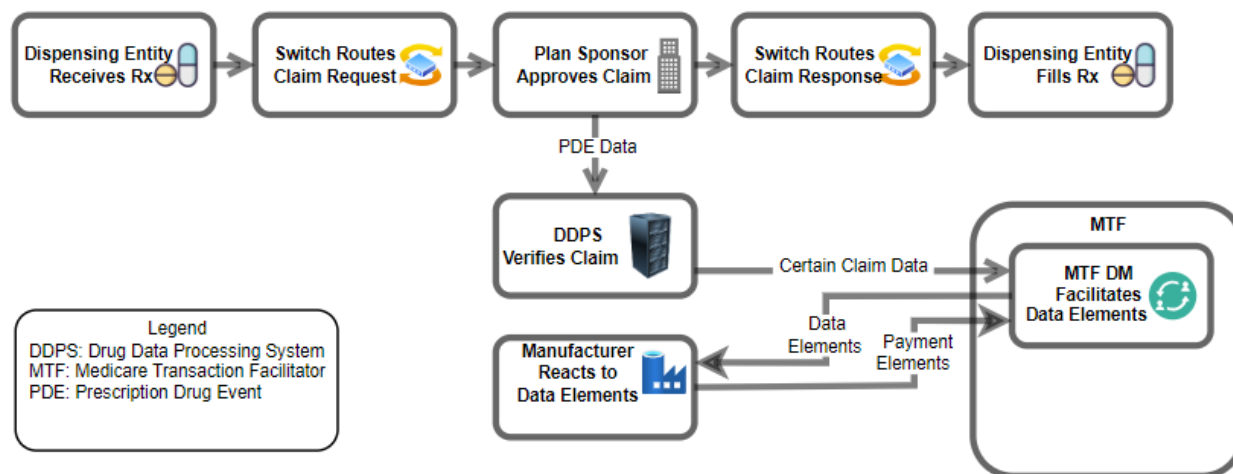 Dispensing Entity
Receives Rx
Switch Routes
Claim Request
Plan Sponsor
Approves Claim
Switch Routes
Claim Response
Dispensing Entity
Fills Rx
PDE Data
DDPS
Verifies Claim
Certain Claim Data
MTF
MTF DM
Facilitates
Data Elements
Data
Elements
Payment
Elements
Manufacturer
Reacts to
Data Elements
Legend
DDPS: Drug Data Processing System
MTF: Medicare Transaction Facilitator
PDE: Prescription Drug Event